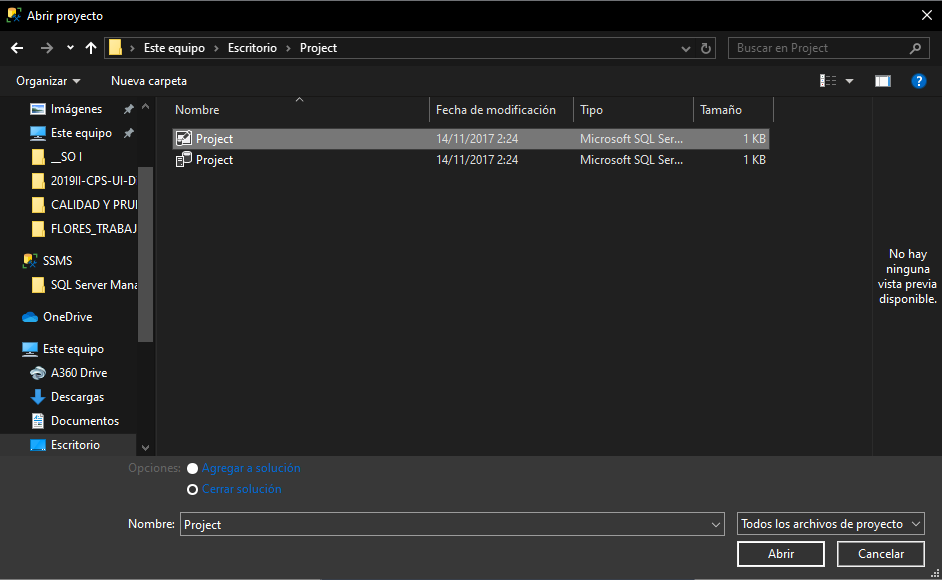 Abrir proyecto
Este equipo > Escritorio > Project
Buscar en Project
Organizar
Nueva carpeta
?
Imágenes
Este equipo
__SO I
2019II-CPS-UI-D
CALIDAD Y PRUI
FLORES_TRABAJ
SSMS
SQL Server Mana
OneDrive
Este equipo
A360 Drive
Descargas
Documentos
Escritorio
Nombre Fecha de modificación Tipo Tamaño
Project 14/11/2017 2:24 Microsoft SQL Ser... 1 KB
Project 14/11/2017 2:24 Microsoft SQL Ser... 1 KB
No hay
ninguna
vista previa
disponible.
Opciones: Agregar a solución
Cerrar solución
Nombre: Project
Todos los archivos de proyecto
Abrir Cancelar